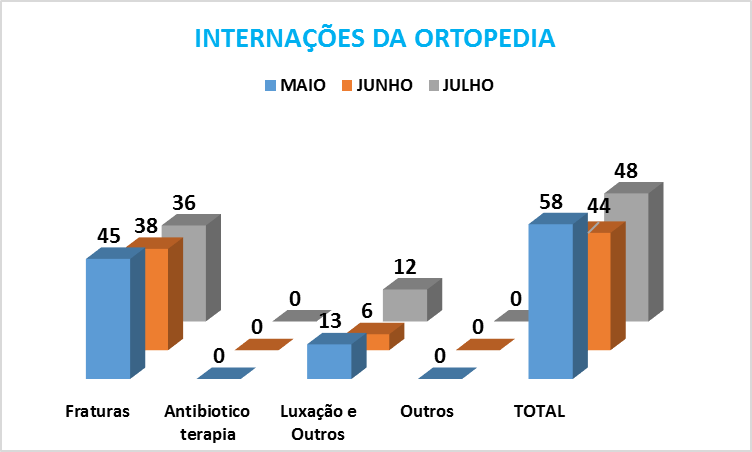 INTERNAÇÕES DA ORTOPEDIA
MAIO JUNHO JULHO
45 38 36
0 0 0
13 6 12
0 0 0
58 44 48
Fraturas
Antibiotico
terapia
Luxação e
Outros
Outros
TOTAL